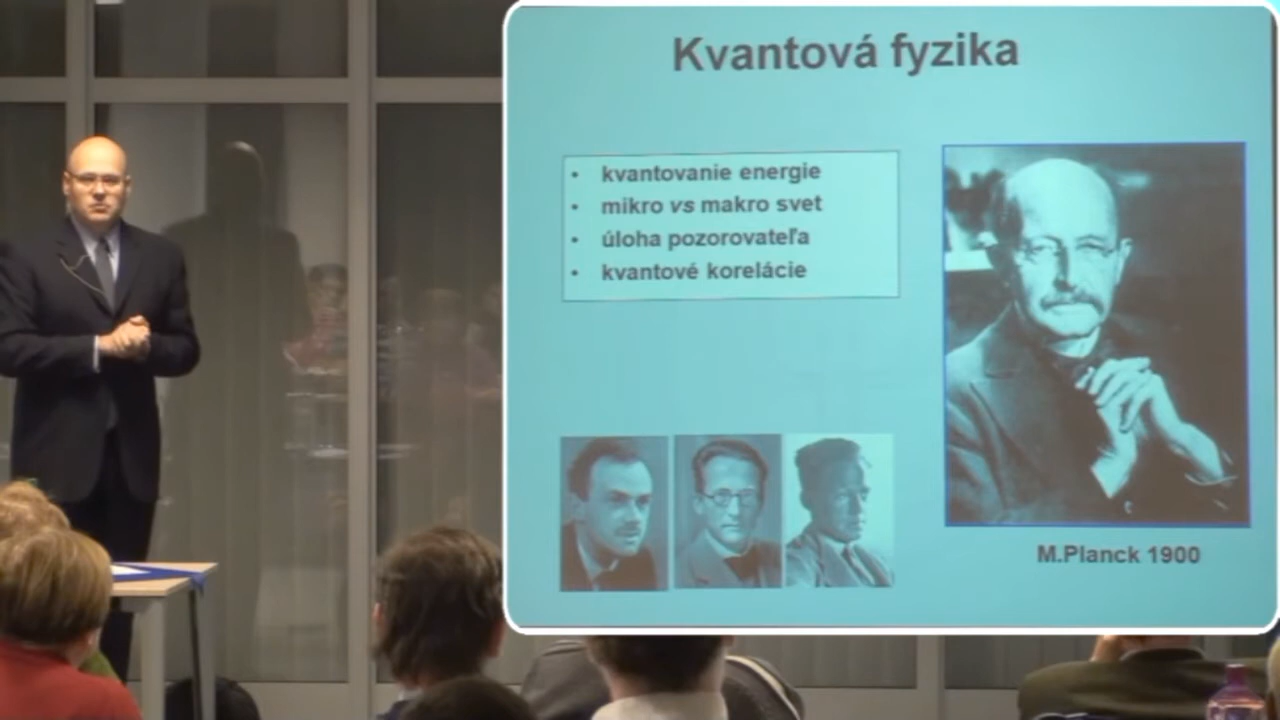 Kvantová fyzika
• kvantovanie energie
• mikro vs makro svet
• úloha pozorovateľa
• kvantové korelácie
M.Planck 1900